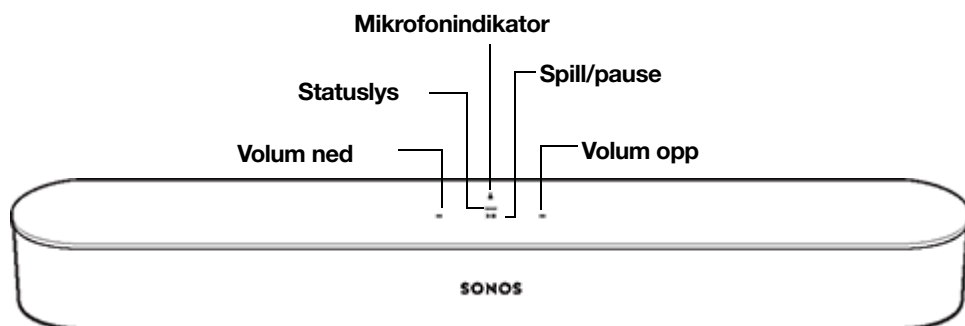 Mikrofonindikator
Spill/pause
Statuslys
Volum ned
Volum opp
SONOS